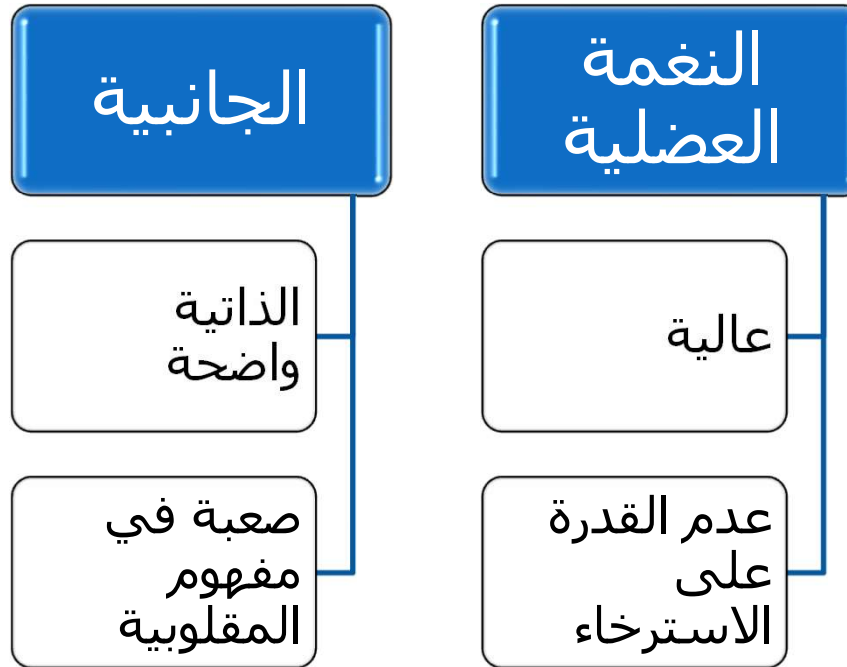 النغمة
العضلية
عالية
عدم القدرة
على
الاسترخاء
الجانبية
الذاتية
واضحة
صعبة في
مفهوم
المقلوبية